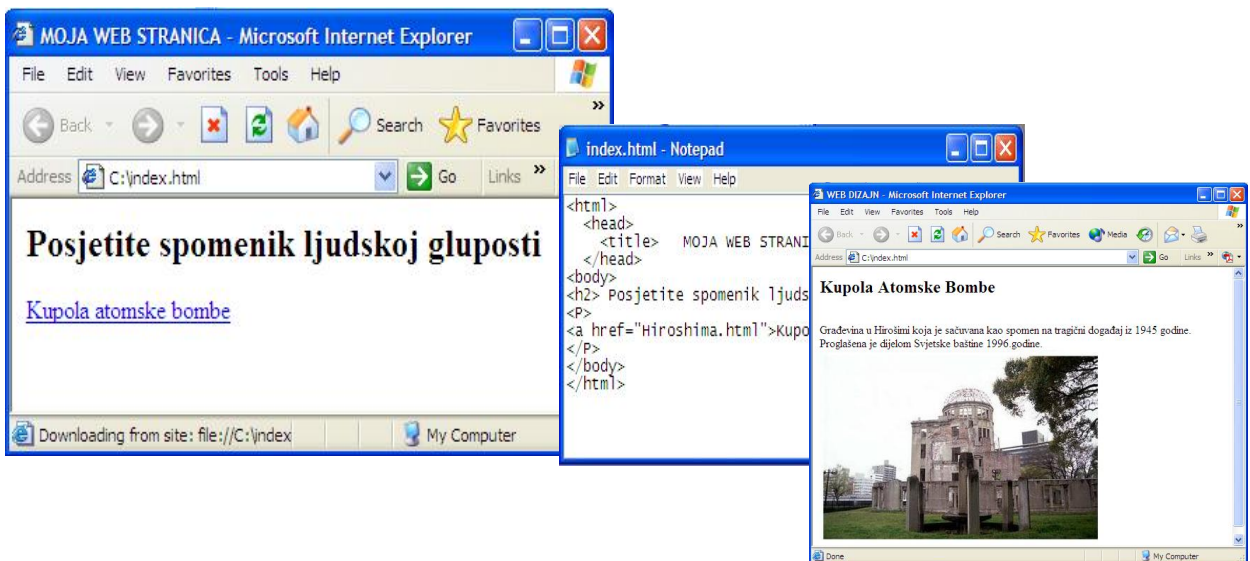 MOJA WEB STRANICA - Microsoft Internet Explorer
File Edit View Favorites Tools Help
Back Search Favorites
Address C:\index.html Go Links »
Posjetite spomenik ljudskoj gluposti
Kupola atomske bombe
Downloading from site: file://C:\index My Computer
index.html - Notepad
File Edit Format View Help
<html>
<head>
<title> MOJA WEB STRANI
</head>
<body>
<h2> Posjetite spomenik ljuds
<P>
<a href="Hiroshima.html">Kupo
</P>
</body>
</html>
WEB DIZAJN - Microsoft Internet Explorer
File Edit View Favorites Tools Help
Back Search Favorites Media
Address C:\index.html Go Links »
Kupola Atomske Bombe
Građevina u Hirošimi koja je sačuvana kao spomen na tragični događaj iz 1945 godine.
Proglašena je dijelom Svjetske baštine 1996.godine.
Done My Computer